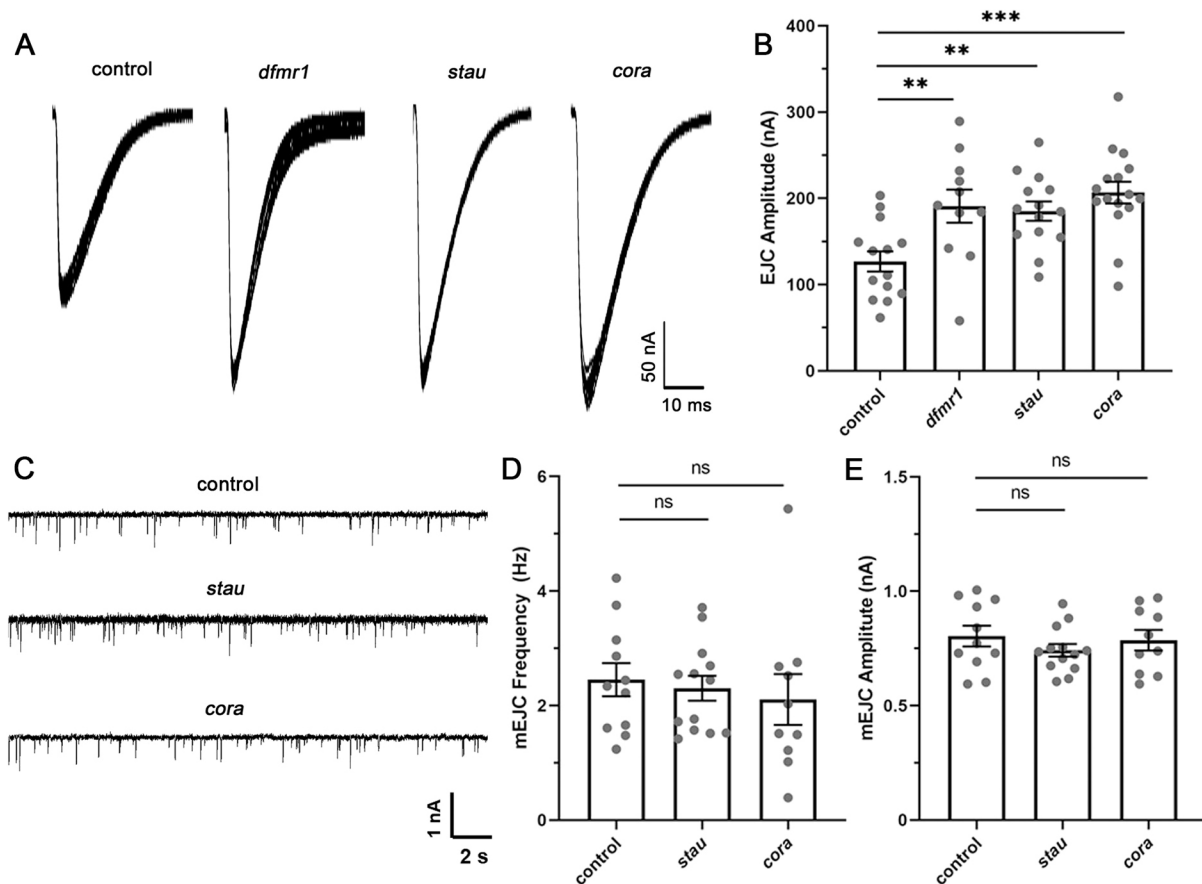 A
control
dfmr1
stau
cora
50 nA
10 ms
B
***
**
**
EJC Amplitude (nA)
400
300
200
100
0
control
dfmr1
stau
cora
C
control
stau
cora
1 nA
2 s
D
ns
ns
mEJC Frequency (Hz)
6
4
2
0
control
stau
cora
E
ns
ns
mEJC Amplitute (nA)
1.5
1.0
0.5
0
control
stau
cora